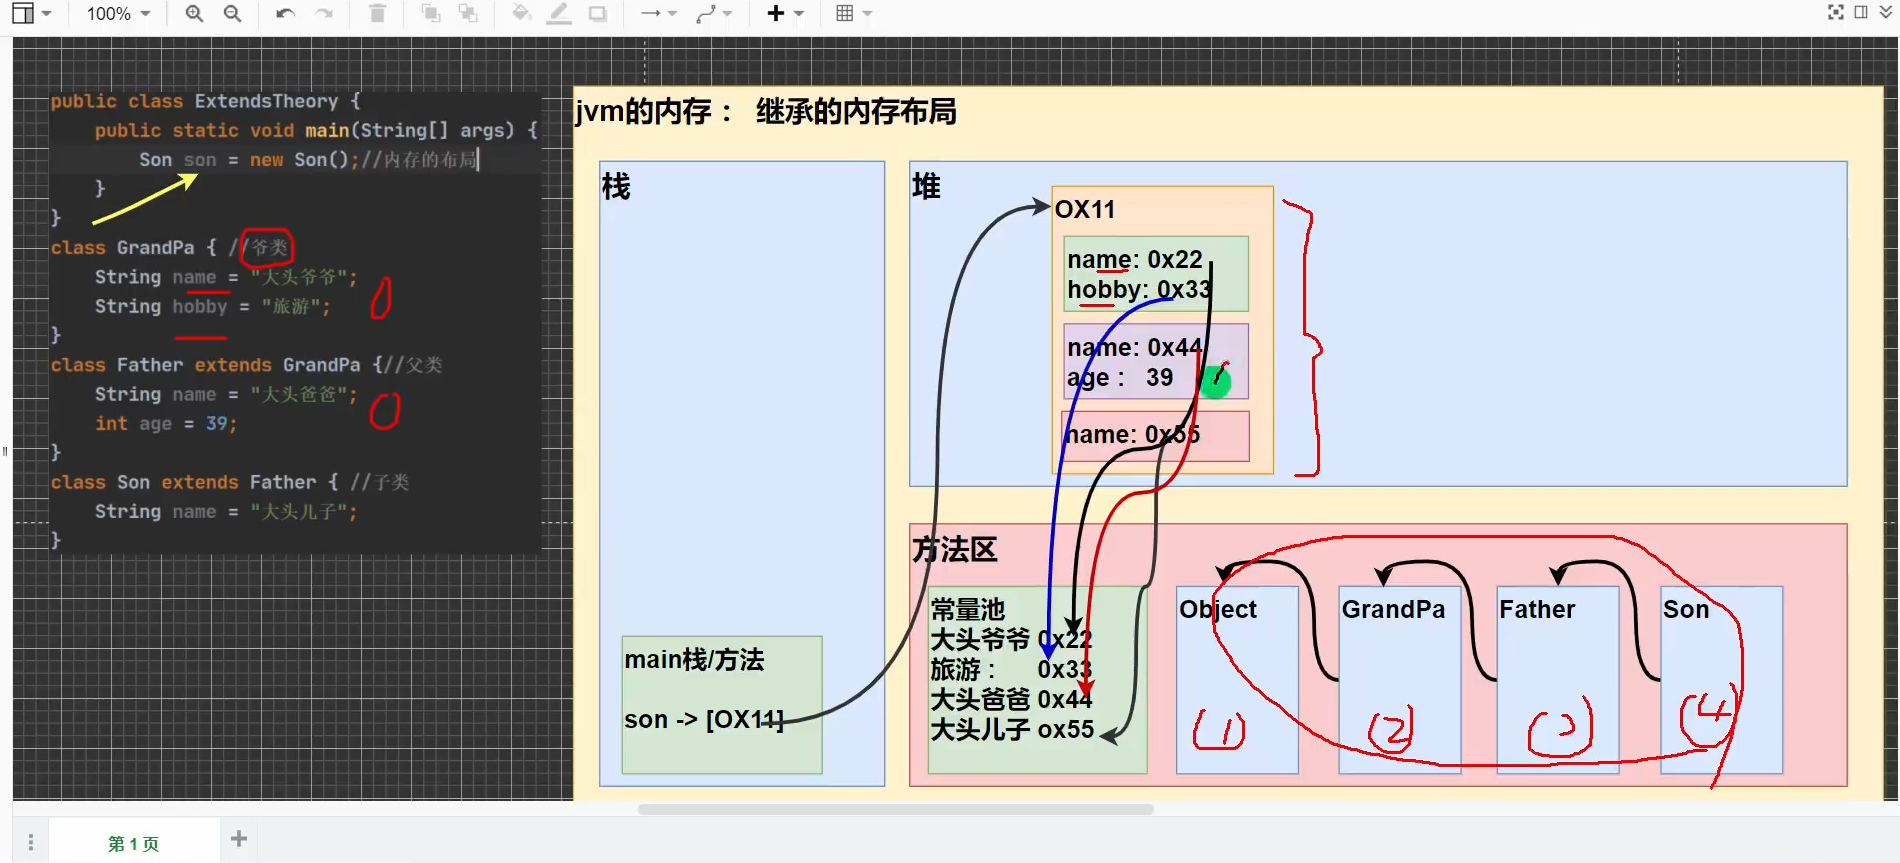 100%
public class ExtendsTheory {
public static void main(String[] args) {
Son son = new Son();//内存的布局
}
}
class GrandPa { //爷类
String name = "大头爷爷";
String hobby = "旅游";
}
class Father extends GrandPa {//父类
String name = "大头爸爸";
int age = 39;
}
class Son extends Father { //子类
String name = "大头儿子";
}
jvm的内存： 继承的内存布局
栈
main栈/方法
son -> [OX11]
堆
OX11
name: 0x22
hobby: 0x33
name: 0x44
age： 39
name: 0x55
方法区
常量池
大头爷爷 0x22
旅游： 0x33
大头爸爸 0x44
大头儿子 ox55
Object
GrandPa
Father
Son
(1)
(2)
(4)
第 1 页